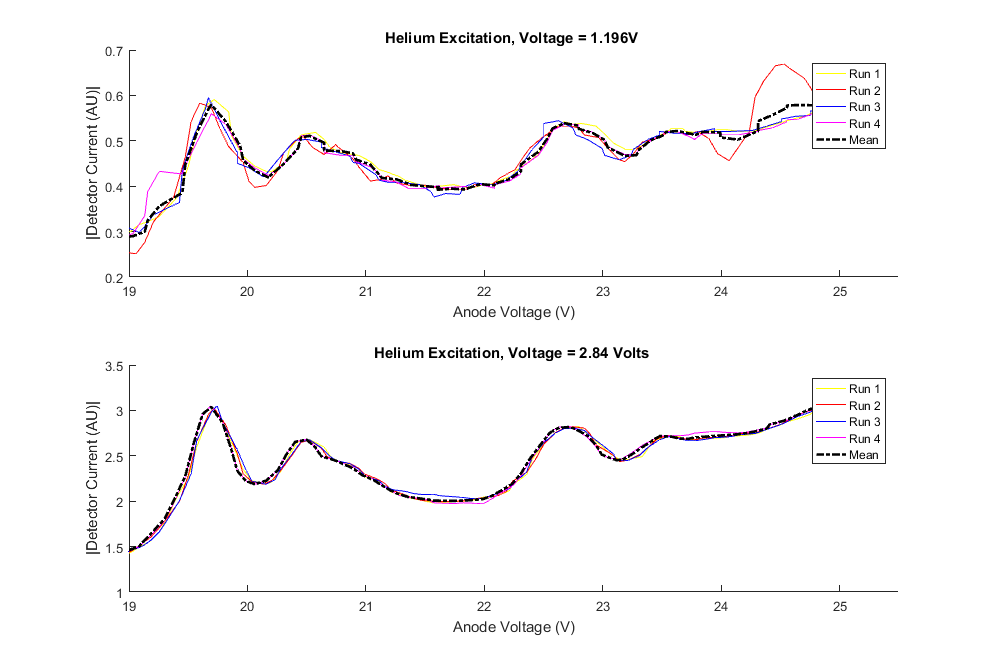 Helium Excitation, Voltage = 1.196V
0.7
0.6
0.5
0.4
0.3
0.2
|Detector Current (AU)|
19 20 21 22 23 24 25
Anode Voltage (V)
Run 1
Run 2
Run 3
Run 4
Mean
Helium Excitation, Voltage = 2.84 Volts
3.5
3
2.5
2
1.5
1
|Detector Current (AU)|
19 20 21 22 23 24 25
Anode Voltage (V)
Run 1
Run 2
Run 3
Run 4
Mean